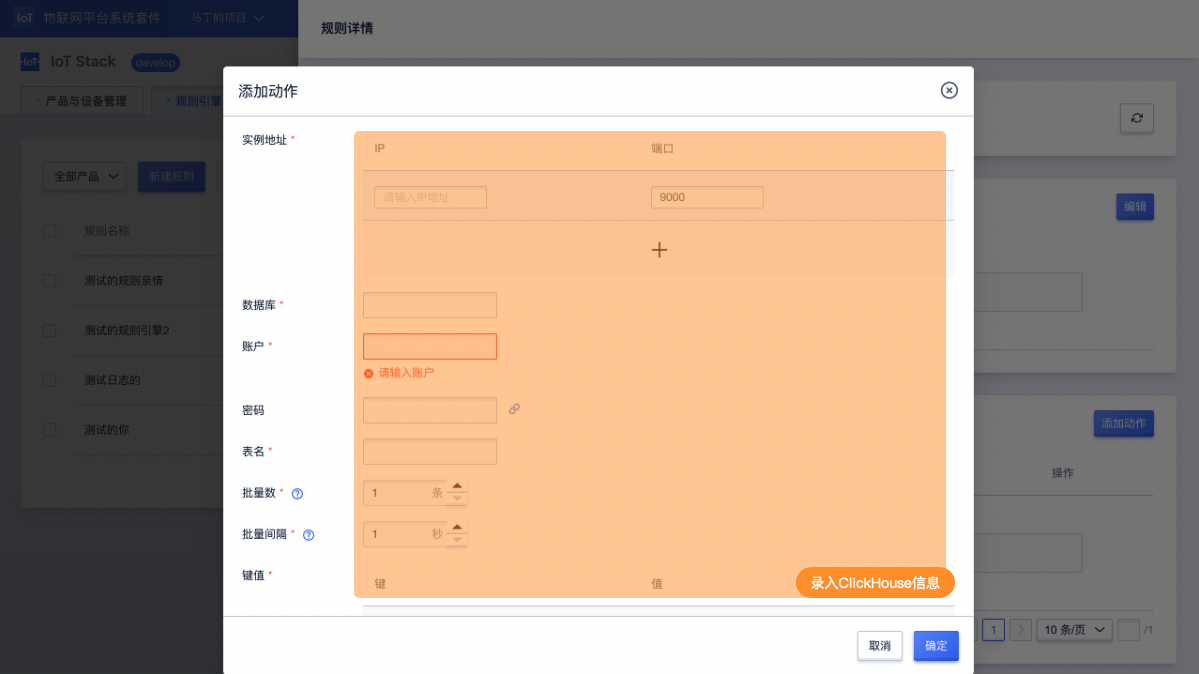 IoT 物联网平台系统套件 马丁的项目
规则详情
IoT IoT Stack develop
产品与设备管理 规则引擎
添加动作
实例地址 *
IP 端口
请输入IP地址 9000
全部产品 新建规则
编辑
规则名称
测试的规则亲情
数据库 *
测试的规则引擎2
账户 *
请输入账户
测试日志的
密码
添加动作
测试的你
表名 *
操作
批量数 * ? 1 条
批量间隔 * ? 1 秒
键值 *
键 值
录入ClickHouse信息
1 10 条/页 /1
取消 确定